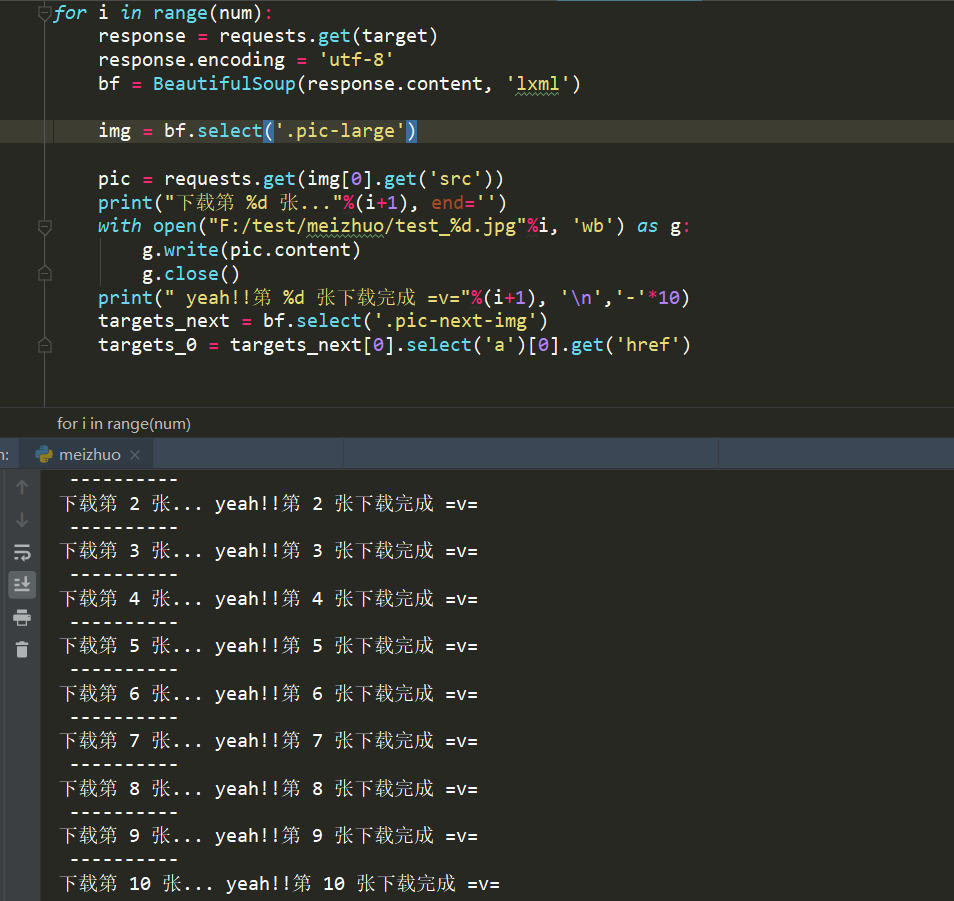 for i in range(num):
response = requests.get(target)
response.encoding = 'utf-8'
bf = BeautifulSoup(response.content, 'lxml')
img = bf.select('.pic-large')
pic = requests.get(img[0].get('src'))
print("下载第 %d 张..."%(i+1), end='')
with open("F:/test/meizhuo/test_%d.jpg"%i, 'wb') as g:
g.write(pic.content)
g.close()
print(" yeah!!第 %d 张下载完成 =v="%(i+1), '\n','-'*10)
targets_next = bf.select('.pic-next-img')
targets_0 = targets_next[0].select('a')[0].get('href')
for i in range(num)
n: meizhuo ×
----------
下载第 2 张... yeah!!第 2 张下载完成 =v=
----------
下载第 3 张... yeah!!第 3 张下载完成 =v=
----------
下载第 4 张... yeah!!第 4 张下载完成 =v=
----------
下载第 5 张... yeah!!第 5 张下载完成 =v=
----------
下载第 6 张... yeah!!第 6 张下载完成 =v=
----------
下载第 7 张... yeah!!第 7 张下载完成 =v=
----------
下载第 8 张... yeah!!第 8 张下载完成 =v=
----------
下载第 9 张... yeah!!第 9 张下载完成 =v=
----------
下载第 10 张... yeah!!第 10 张下载完成 =v=